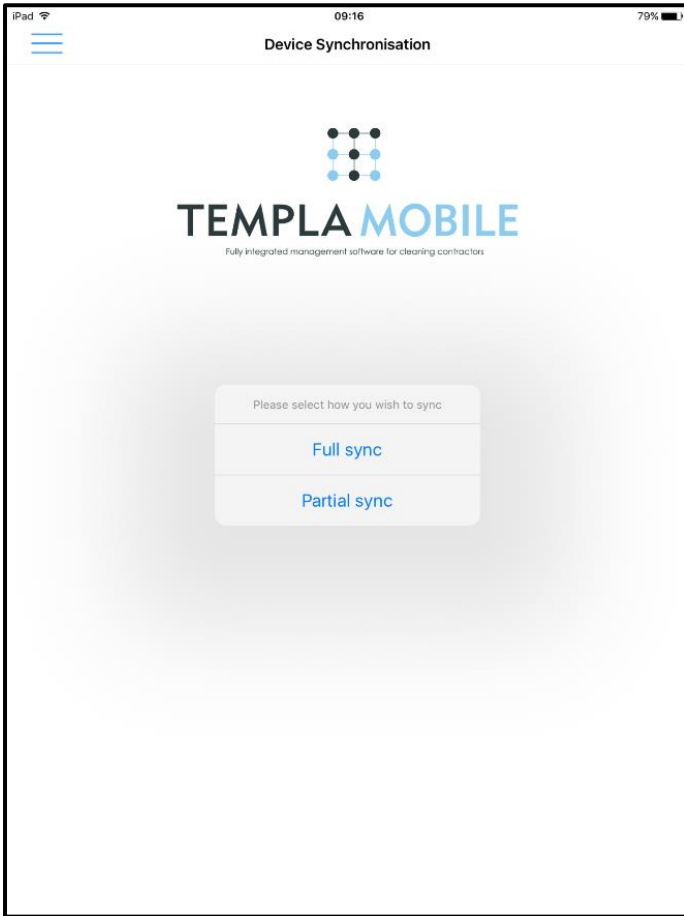 iPad 09:16 79%
Device Synchronisation
TEMPLA MOBILE
Fully integrated management software for cleaning contractors
Please select how you wish to sync
Full sync
Partial sync